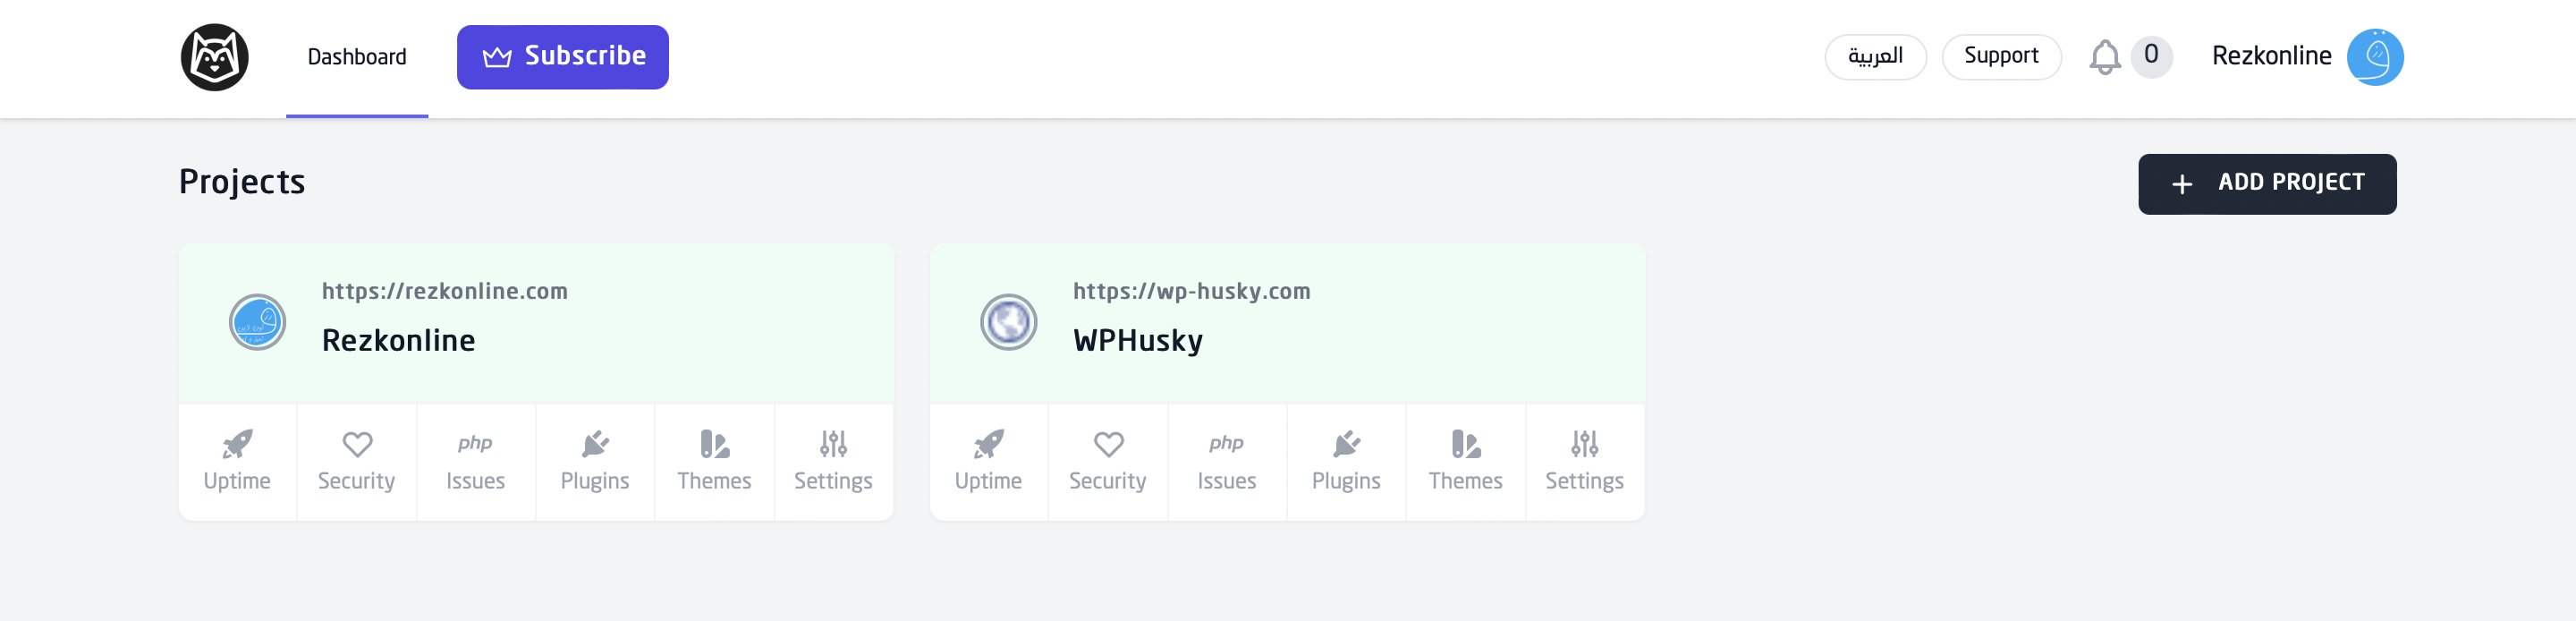 Dashboard
Subscribe
العربية
Support
0
Rezkonline
Projects
ADD PROJECT
https://rezkonline.com
Rezkonline
Uptime
Security
php
Issues
Plugins
Themes
Settings
https://wp-husky.com
WPHusky
Uptime
Security
php
Issues
Plugins
Themes
Settings